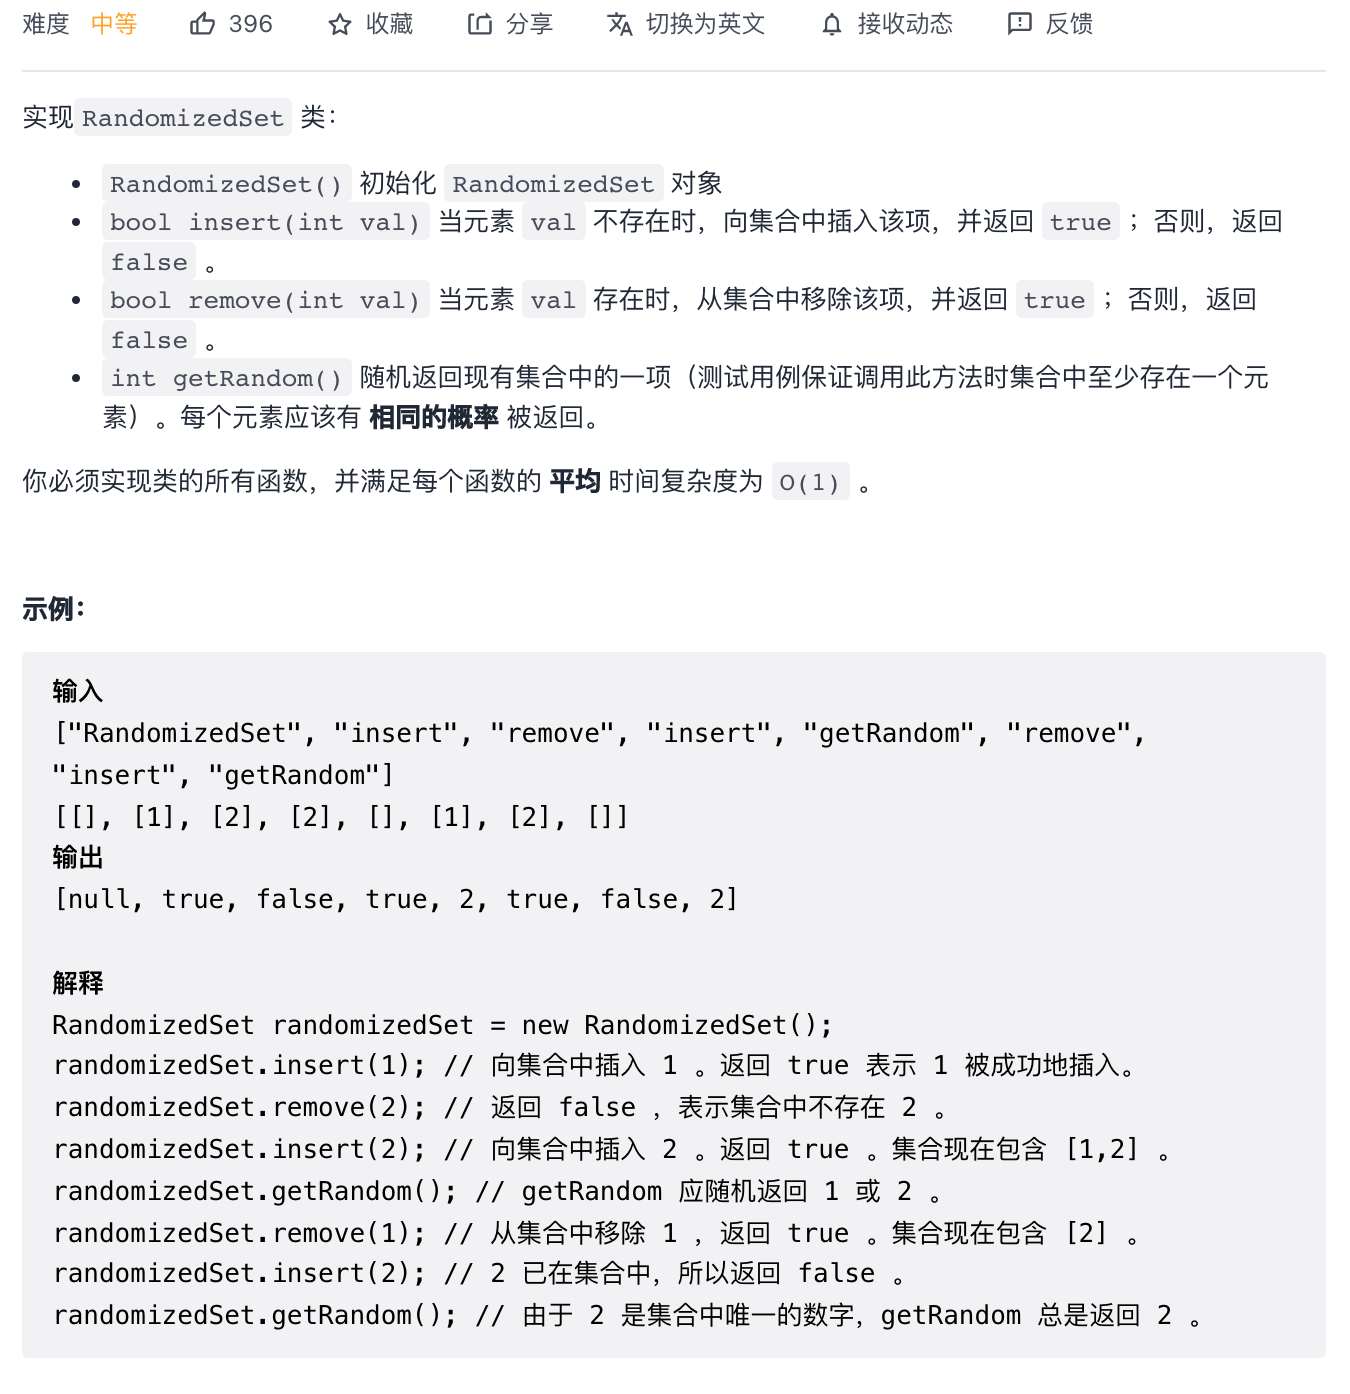 难度 中等 396 收藏 分享 切换为英文 接收动态 反馈
实现 RandomizedSet 类：
• RandomizedSet() 初始化 RandomizedSet 对象
• bool insert(int val) 当元素 val 不存在时，向集合中插入该项，并返回 true ；否则，返回
false 。
• bool remove(int val) 当元素 val 存在时，从集合中移除该项，并返回 true ；否则，返回
false 。
• int getRandom() 随机返回现有集合中的一项（测试用例保证调用此方法时集合中至少存在一个元
素）。每个元素应该有 相同的概率 被返回。
你必须实现类的所有函数，并满足每个函数的 平均 时间复杂度为 O(1) 。
示例：
输入
["RandomizedSet", "insert", "remove", "insert", "getRandom", "remove",
"insert", "getRandom"]
[[], [1], [2], [2], [], [1], [2], []]
输出
[null, true, false, true, 2, true, false, 2]
解释
RandomizedSet randomizedSet = new RandomizedSet();
randomizedSet.insert(1); // 向集合中插入 1 。返回 true 表示 1 被成功地插入。
randomizedSet.remove(2); // 返回 false ，表示集合中不存在 2 。
randomizedSet.insert(2); // 向集合中插入 2 。返回 true 。集合现在包含 [1,2] 。
randomizedSet.getRandom(); // getRandom 应随机返回 1 或 2 。
randomizedSet.remove(1); // 从集合中移除 1 ，返回 true 。集合现在包含 [2] 。
randomizedSet.insert(2); // 2 已在集合中，所以返回 false 。
randomizedSet.getRandom(); // 由于 2 是集合中唯一的数字，getRandom 总是返回 2 。